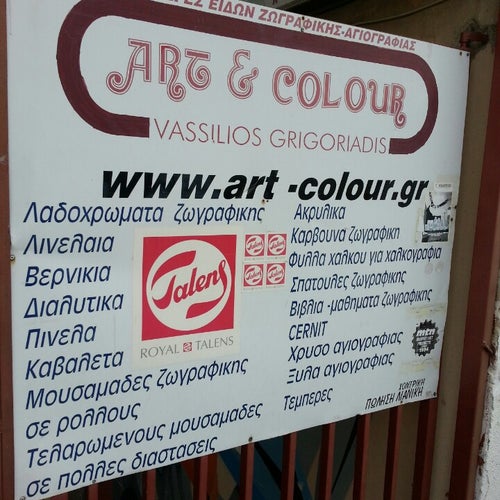 ΕΙΔΩΝ ΖΩΓΡΑΦΙΚΗΣ-ΑΓΙΟΓΡΑΦΙΑΣ
ART & COLOUR
VASSILIOS GRIGORIADIS
www.art-colour.gr
Λαδοχρωματα ζωγραφικης
Λινελαια
Βερνικια
Διαλυτικα
Πινελα
Καβαλετα
Μουσαμαδες ζωγραφικης
σε ρολλους
Τελαρωμενους μουσαμαδες
σε πολλες διαστασεις
Talens
ROYAL TALENS
Ακρυλικα
Καρβουνα ζωγραφικη
Φυλλα χαλκου για χαλκογραφια
Σπατουλες ζωγραφικης
Βιβλια -μαθηματα ζωγραφικης
CERNIT
Χρυσο αγιογραφιας
Ξυλα αγιογραφιας
Τεμπερες
ΧΟΝΔΡΙΚΗ
ΠΩΛΗΣΗ ΛΙΑΝΙΚΗ